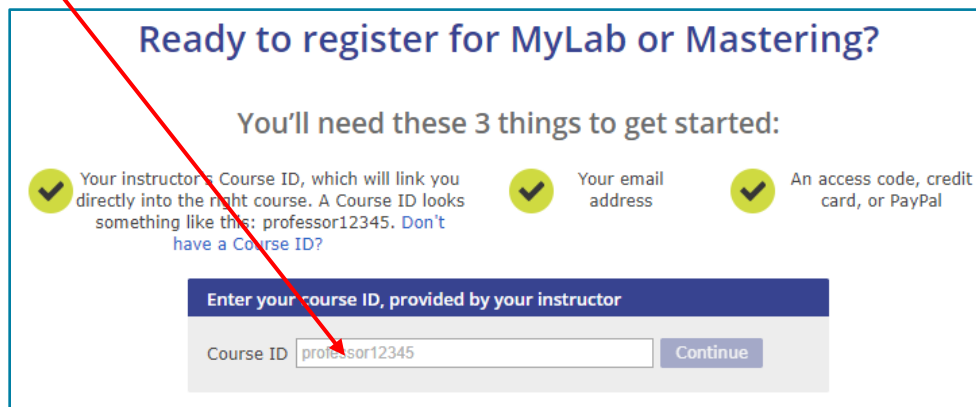 Ready to register for MyLab or Mastering?
You'll need these 3 things to get started:
Your instructor's Course ID, which will link you
directly into the right course. A Course ID looks
something like this: professor12345. Don't
have a Course ID?
Your email
address
An access code, credit
card, or PayPal
Enter your course ID, provided by your instructor
Course ID professor12345 Continue